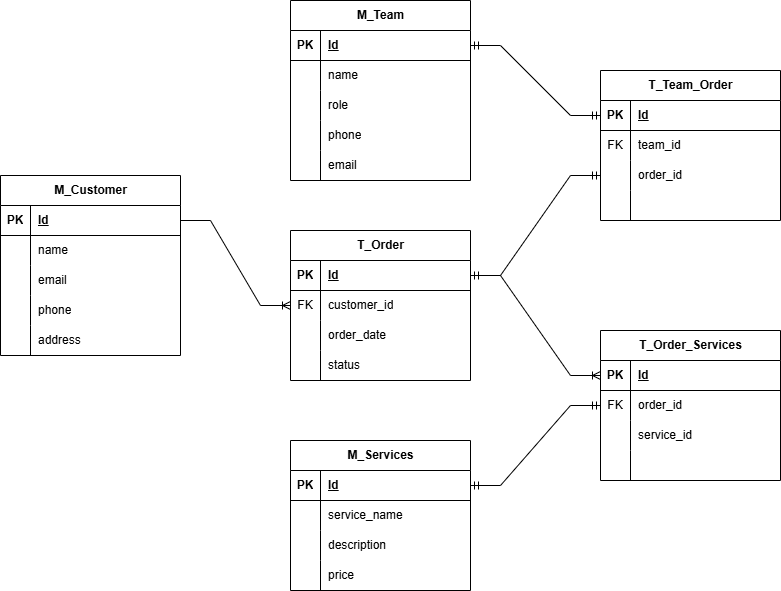 M_Team
PK Id
name
role
phone
email
T_Team_Order
PK Id
FK team_id
order_id
M_Customer
PK Id
name
email
phone
address
T_Order
PK Id
FK customer_id
order_date
status
T_Order_Services
PK Id
FK order_id
service_id
M_Services
PK Id
service_name
description
price